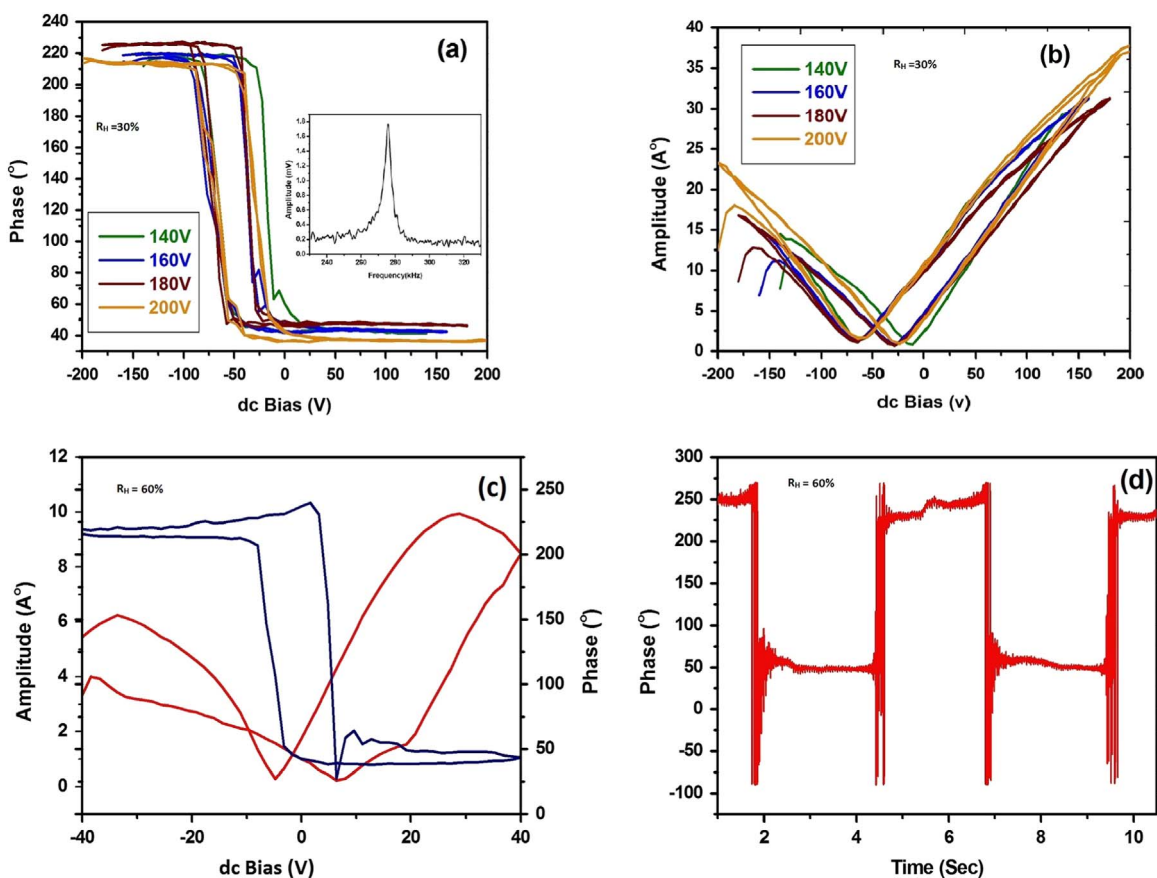 (a)
220
200
180
160
140
120
100
80
60
40
Phase (°)
R_H =30%
140V
160V
180V
200V
-200 -150 -100 -50 0 50 100 150 200
dc Bias (V)
1.8
1.6
1.4
1.2
1.0
0.8
0.6
0.4
0.2
0.0
Amplitude (mV)
240 260 280 300 320
Frequency(kHz)
(b)
40
35
30
25
20
15
10
5
0
Amplitude (A°)
R_H =30%
140V
160V
180V
200V
-200 -150 -100 -50 0 50 100 150 200
dc Bias (v)
(c)
12
10
8
6
4
2
0
Amplitude (A°)
R_H = 60%
250
200
150
100
50
0
Phase (°)
-40 -20 0 20 40
dc Bias (V)
(d)
300
250
200
150
100
50
0
-50
-100
Phase (°)
R_H = 60%
2 4 6 8 10
Time (Sec)